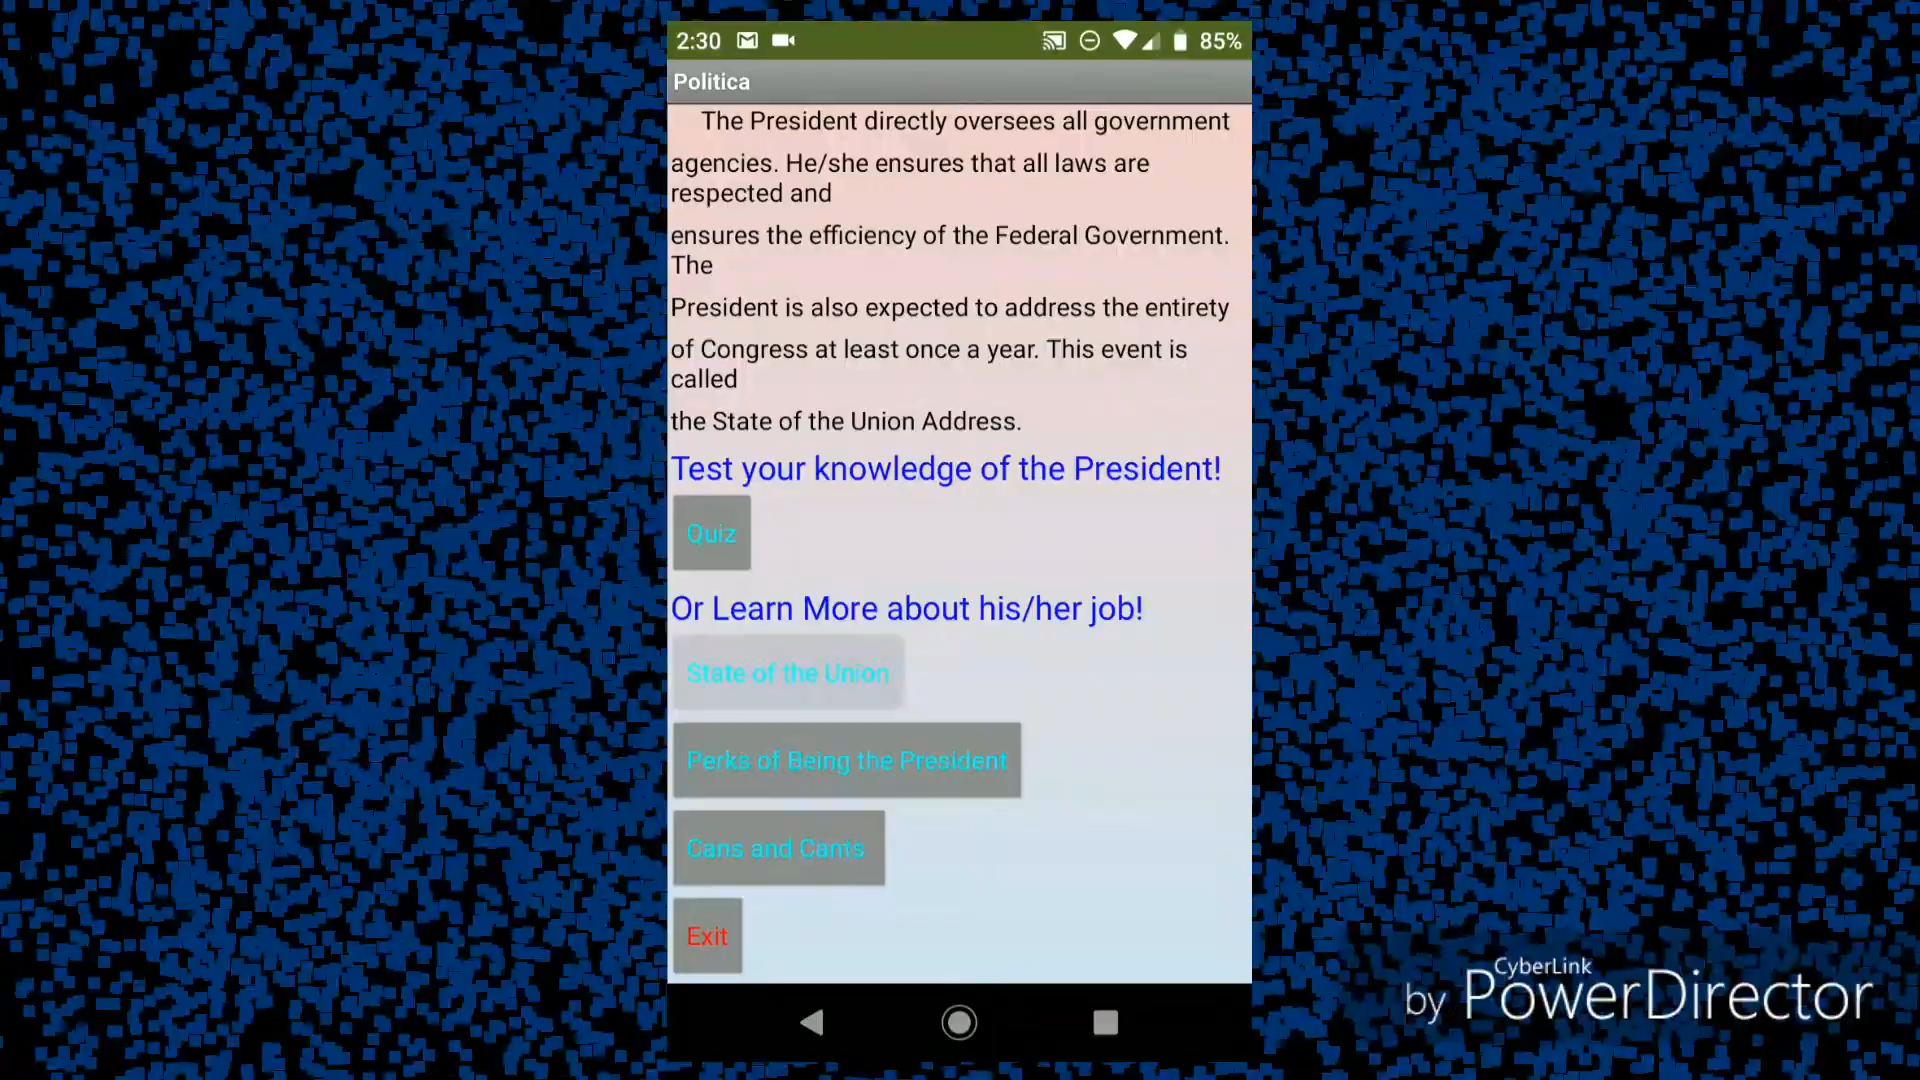 2:30
85%
Politica
The President directly oversees all government
agencies. He/she ensures that all laws are
respected and
ensures the efficiency of the Federal Government.
The
President is also expected to address the entirety
of Congress at least once a year. This event is
called
the State of the Union Address.
Test your knowledge of the President!
Quiz
Or Learn More about his/her job!
State of the Union
Perks of Being the President
Cans and Cants
Exit
CyberLink
by PowerDirector